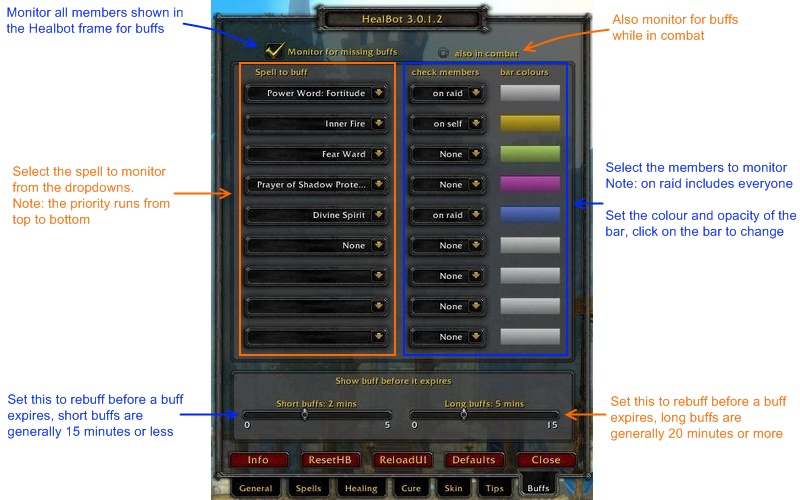 Monitor all members shown in
the Healbot frame for buffs
HealBot 3.0.1.2
Also monitor for buffs
while in combat
Monitor for missing buffs
also in combat
Spell to buff
check members
bar colours
Power Word: Fortitude
on raid
Inner Fire
on self
Fear Ward
None
Prayer of Shadow Prote...
None
Divine Spirit
on raid
None
None
None
None
None
Select the spell to monitor
from the dropdowns.
Note: the priority runs from
top to bottom
Select the members to monitor
Note: on raid includes everyone
Set the colour and opacity of the
bar, click on the bar to change
Show buff before it expires
Short buffs: 2 mins
Long buffs: 5 mins
0
5
0
15
Set this to rebuff before a buff
expires, short buffs are
generally 15 minutes or less
Set this to rebuff before a buff
expires, long buffs are
generally 20 minutes or more
Info
ResetHB
ReloadUI
Defaults
Close
General
Spells
Healing
Cure
Skin
Tips
Buffs